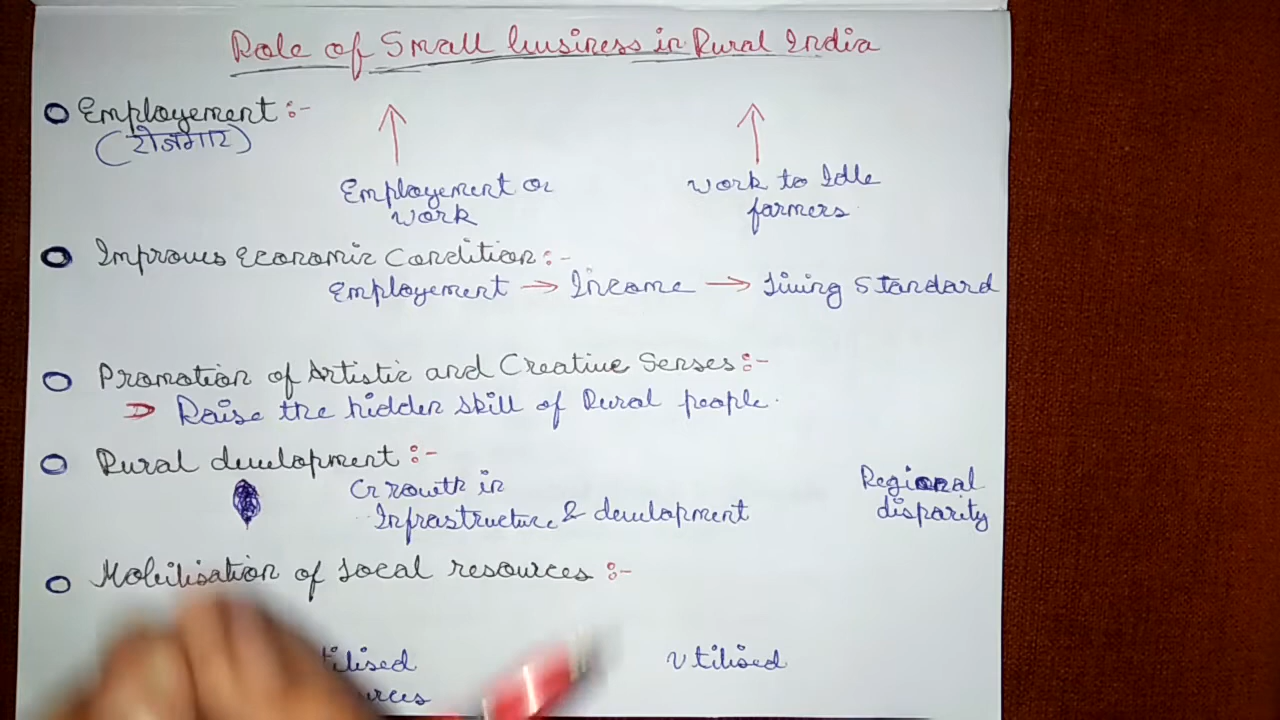 Role of Small business in Rural India
Employement :-
(रोजगार)
Employement or
work
work to Idle
farmers
Improves Economic Condition :-
Employement → Income → Living Standard
Promotion of Artistic and Creative Senses :-
Raise the hidden skill of Rural people.
Rural development :-
Growth in
Infrastructure & development
Regional
disparity
Mobilisation of Local resources :-
Utilised